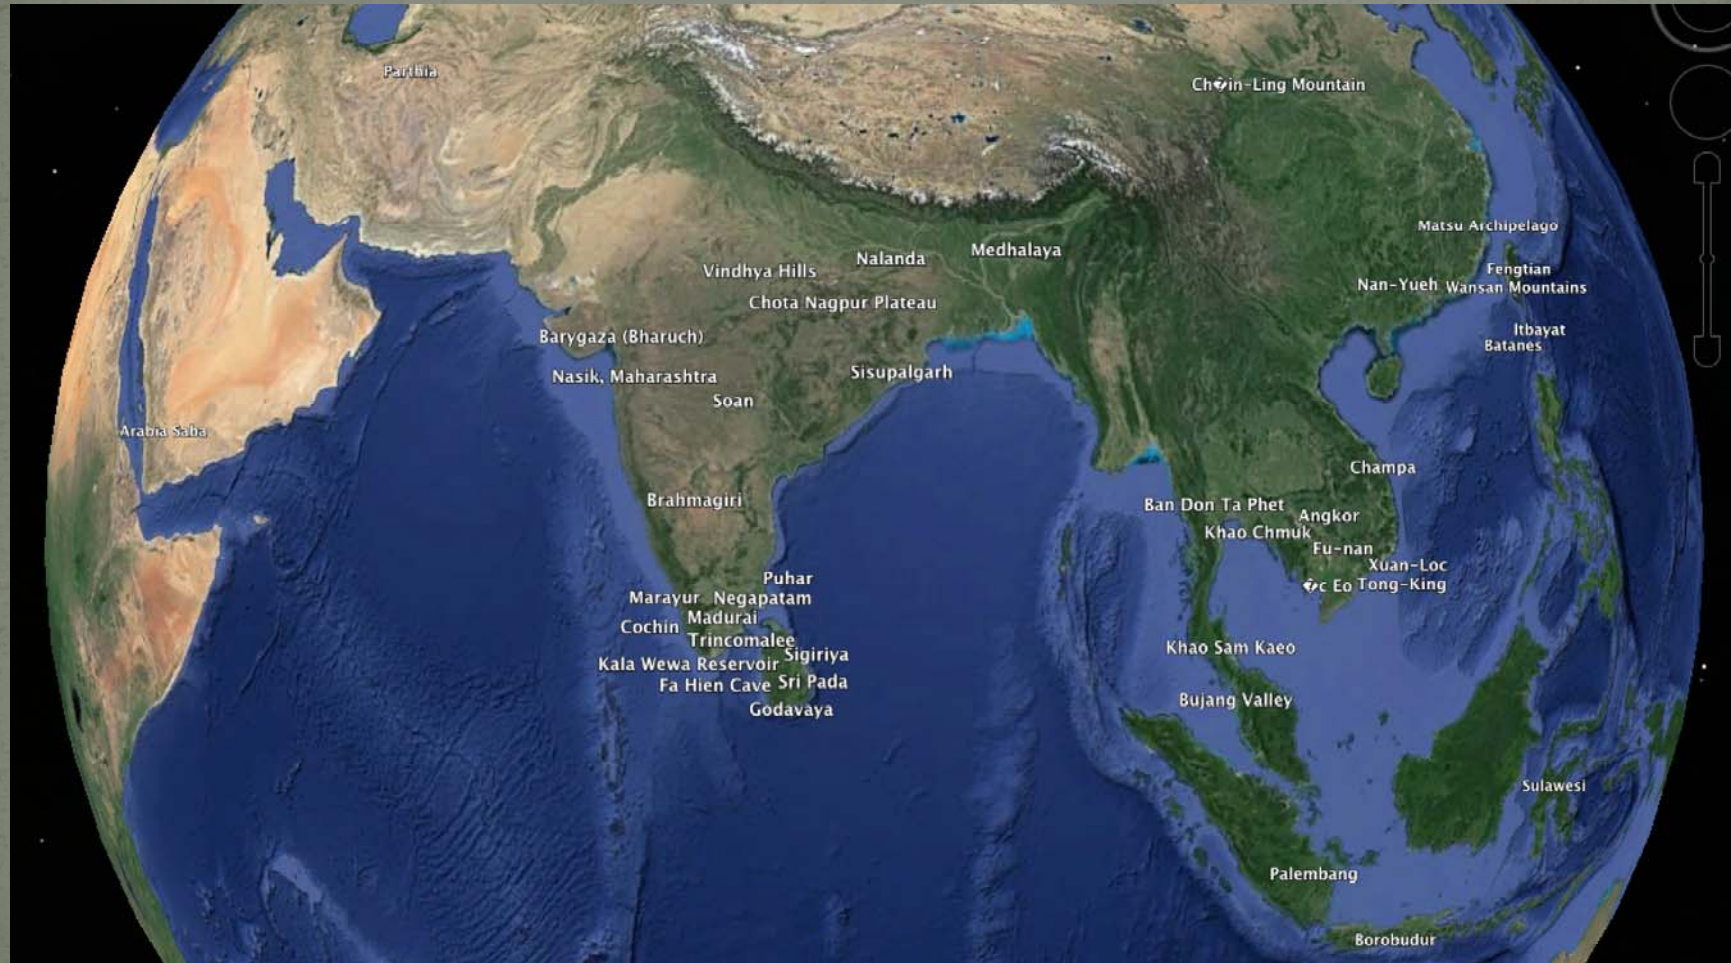 Parthia
Ch�in-Ling Mountain
Matsu Archipelago
Medhalaya
Nalanda
Vindhya Hills
Fengtian
Nan-Yueh
Wansan Mountains
Chota Nagpur Plateau
Itbayat
Barygaza (Bharuch)
Batanes
Sisupalgarh
Nasik, Maharashtra
Soan
Arabia Saba
Champa
Brahmagiri
Ban Don Ta Phet
Angkor
Khao Chmuk
Fu-nan
Xuan-Loc
Puhar
�c Eo
Tong-King
Marayur
Negapatam
Madurai
Cochin
Trincomalee
Khao Sam Kaeo
Sigiriya
Kala Wewa Reservoir
Sri Pada
Fa Hien Cave
Bujang Valley
Godavaya
Sulawesi
Palembang
Borobudur